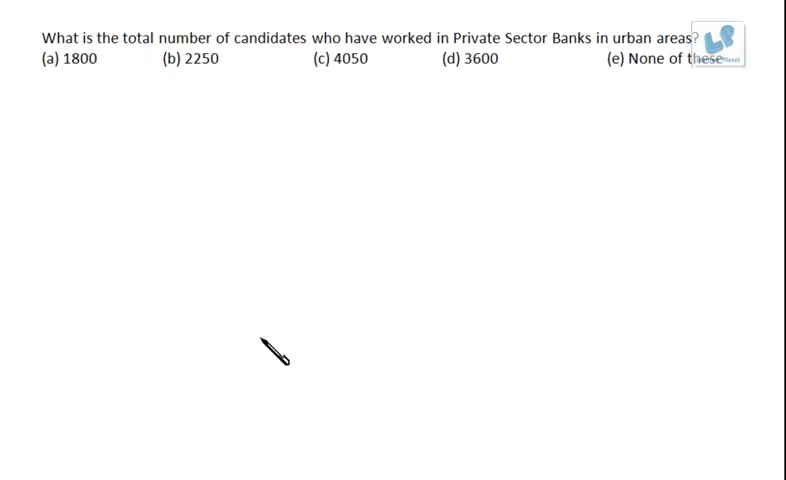 What is the total number of candidates who have worked in Private Sector Banks in urban areas?
(a) 1800 (b) 2250 (c) 4050 (d) 3600 (e) None of these